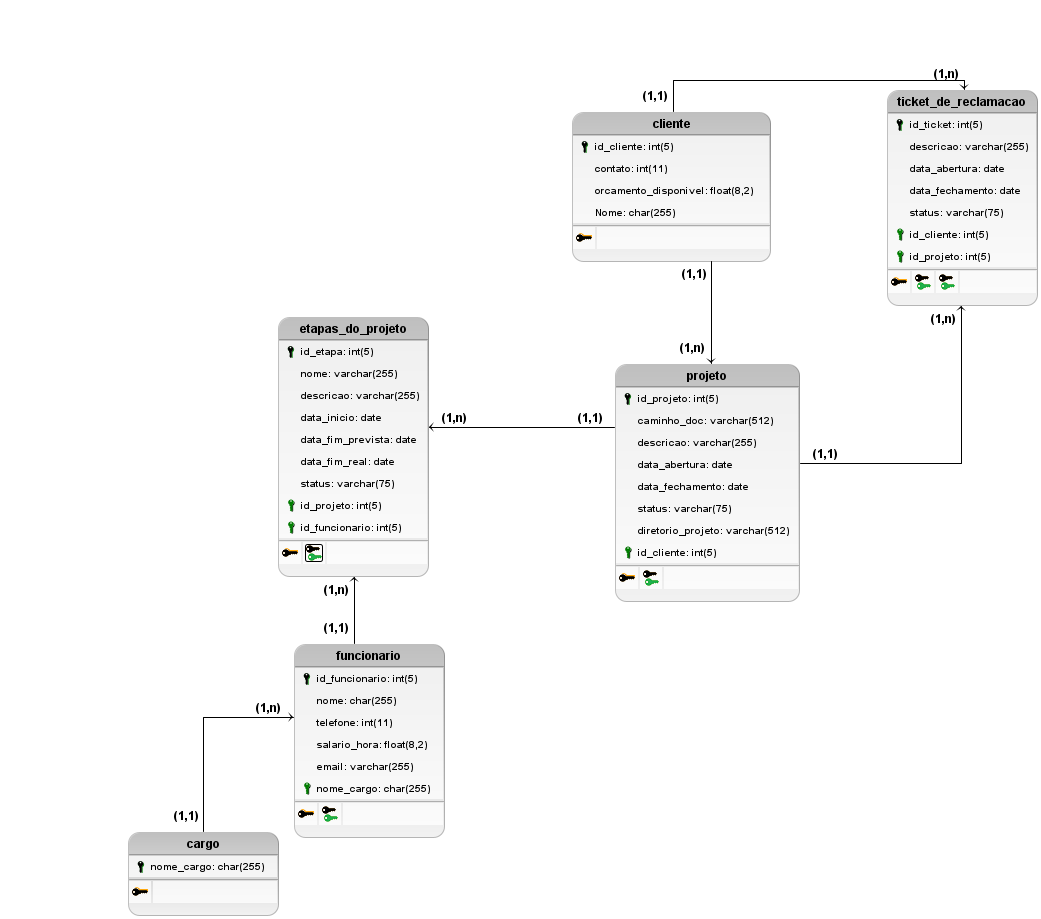 (1,n)
(1,1)
ticket_de_reclamacao
id_ticket: int(5)
descricao: varchar(255)
data_abertura: date
data_fechamento: date
status: varchar(75)
id_cliente: int(5)
id_projeto: int(5)
cliente
id_cliente: int(5)
contato: int(11)
orcamento_disponivel: float(8,2)
Nome: char(255)
(1,1)
(1,n)
(1,n)
etapas_do_projeto
id_etapa: int(5)
nome: varchar(255)
descricao: varchar(255)
data_inicio: date
data_fim_prevista: date
data_fim_real: date
status: varchar(75)
id_projeto: int(5)
id_funcionario: int(5)
(1,n)
(1,1)
projeto
id_projeto: int(5)
caminho_doc: varchar(512)
descricao: varchar(255)
data_abertura: date
data_fechamento: date
status: varchar(75)
diretorio_projeto: varchar(512)
id_cliente: int(5)
(1,1)
(1,n)
(1,1)
funcionario
id_funcionario: int(5)
nome: char(255)
telefone: int(11)
salario_hora: float(8,2)
email: varchar(255)
nome_cargo: char(255)
(1,n)
(1,1)
cargo
nome_cargo: char(255)